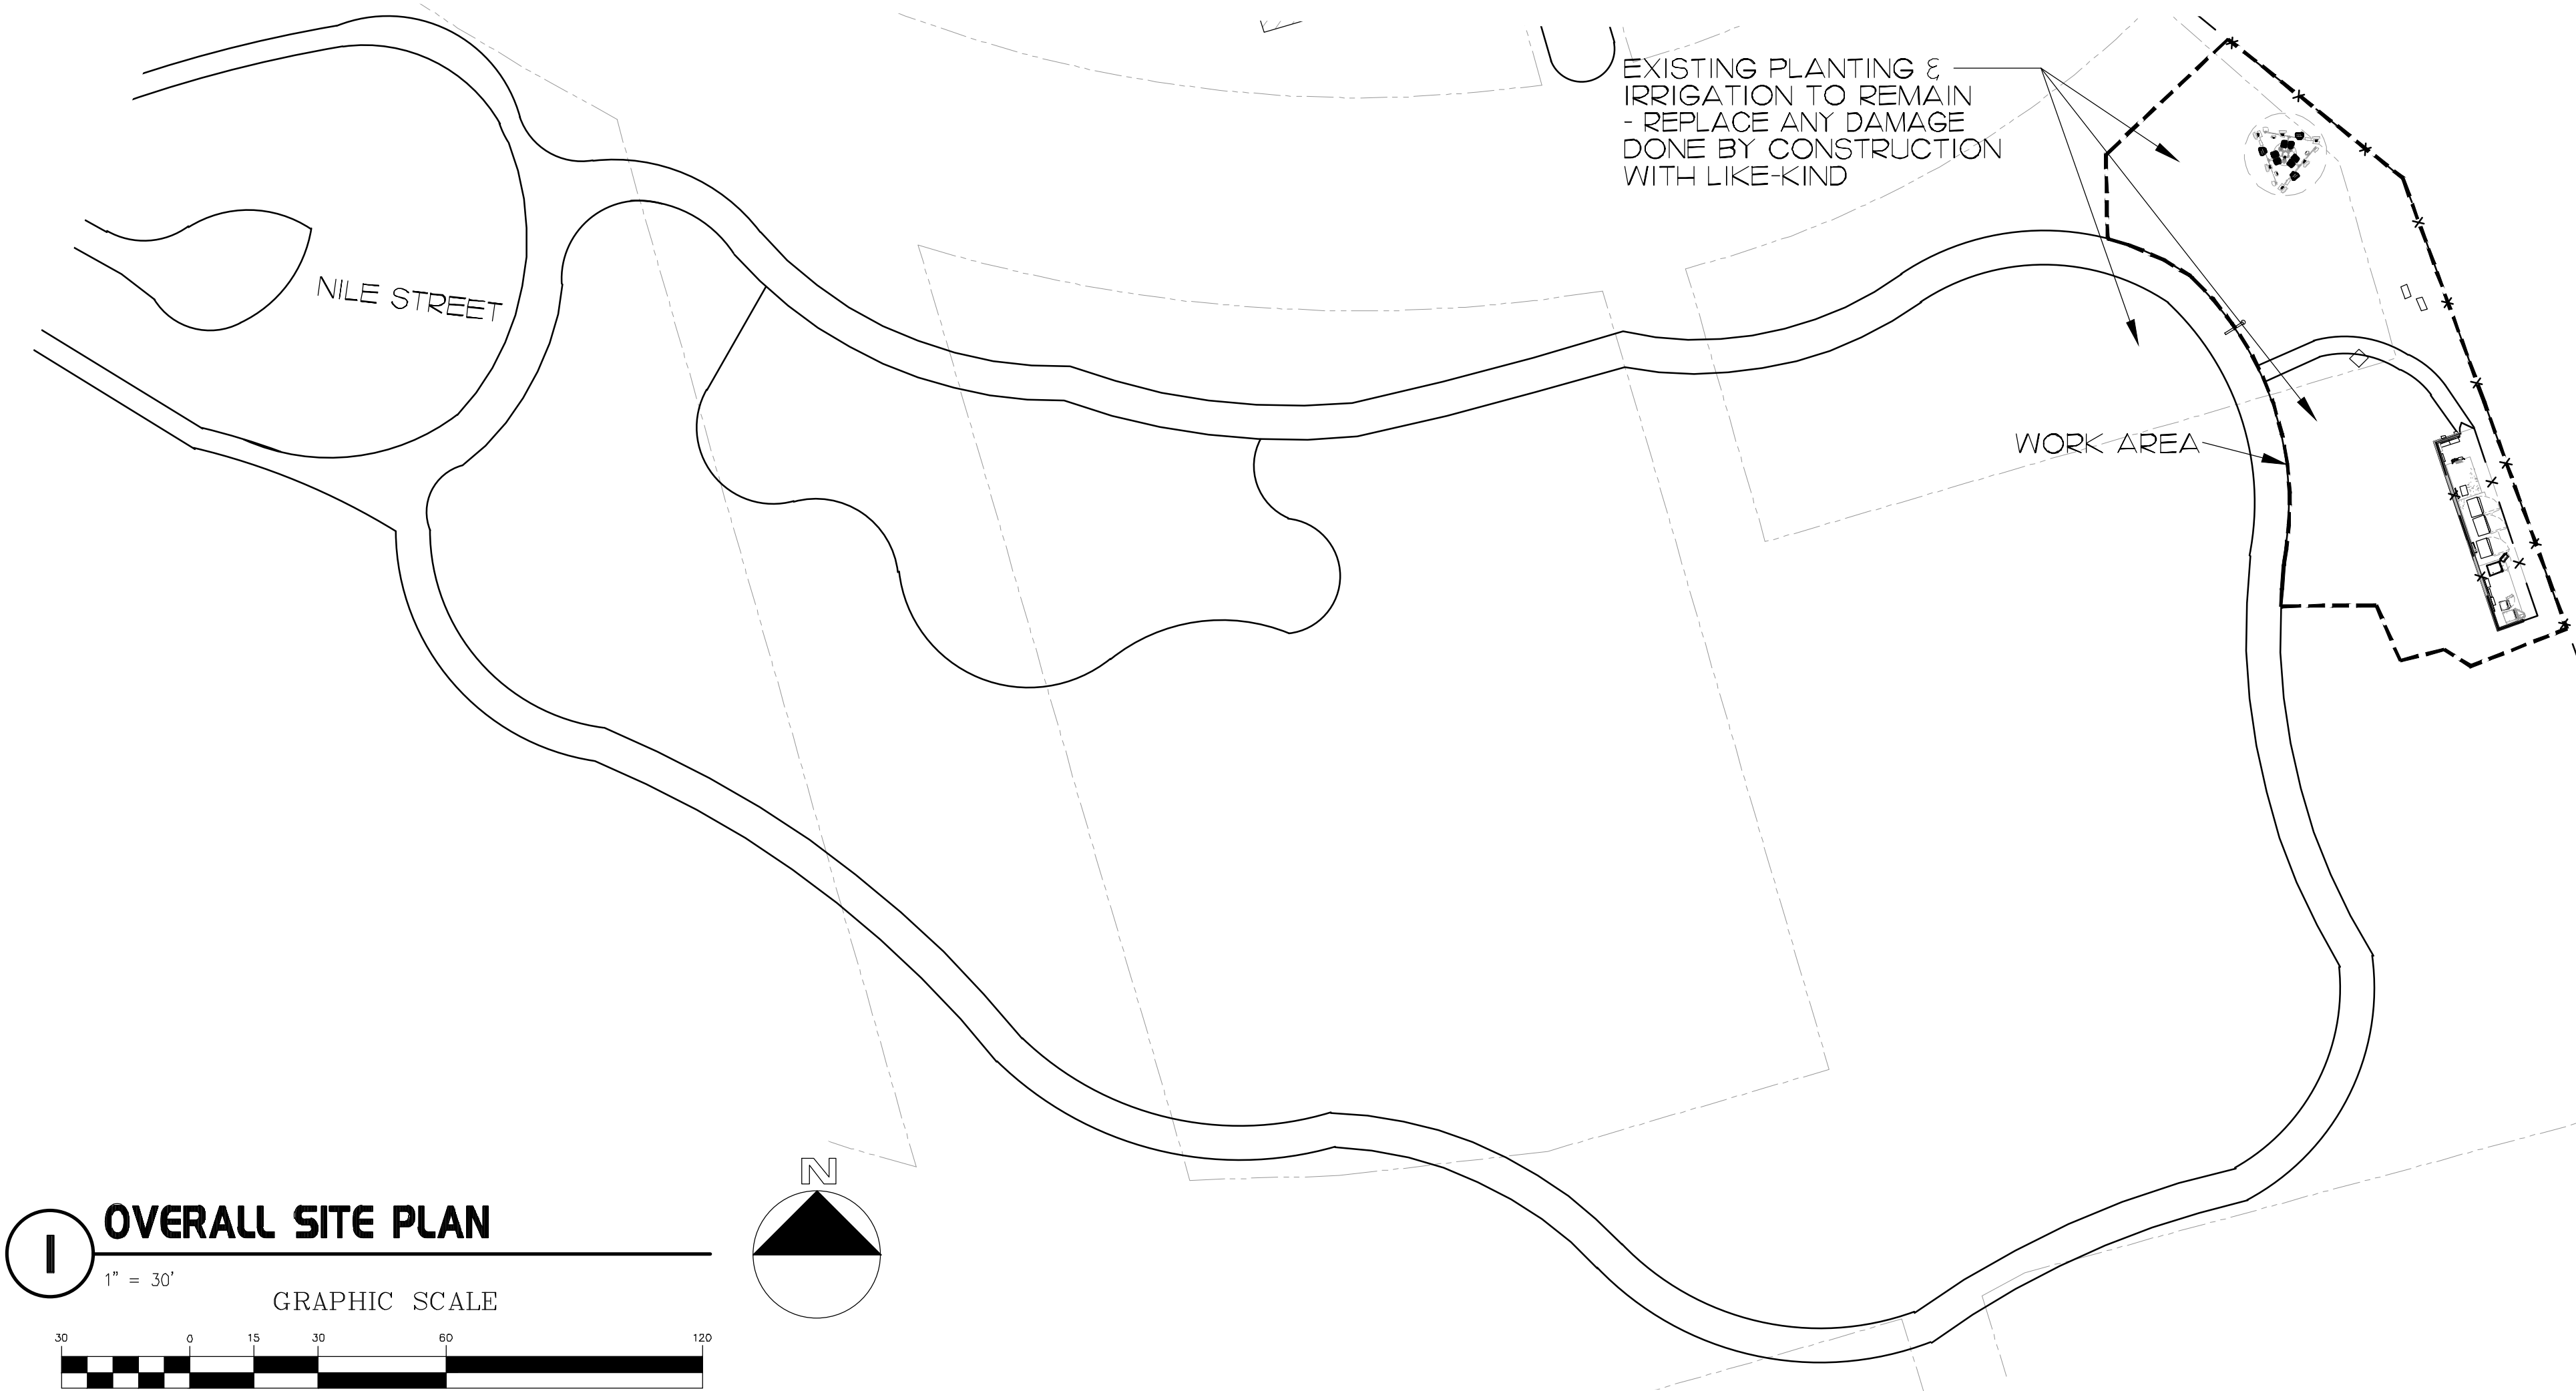 EXISTING PLANTING &
IRRIGATION TO REMAIN
- REPLACE ANY DAMAGE
DONE BY CONSTRUCTION
WITH LIKE-KIND
NILE STREET
WORK AREA
N
1
OVERALL SITE PLAN
1" = 30'
GRAPHIC SCALE
30 0 15 30 60 120